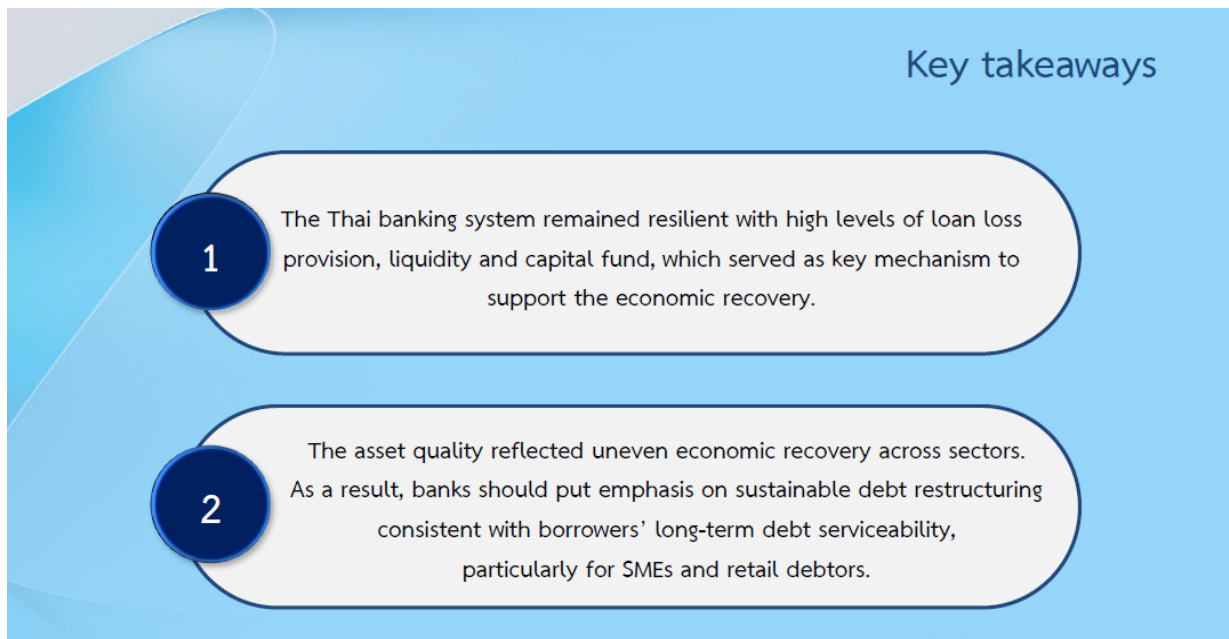 Key takeaways
1
The Thai banking system remained resilient with high levels of loan loss
provision, liquidity and capital fund, which served as key mechanism to
support the economic recovery.
2
The asset quality reflected uneven economic recovery across sectors.
As a result, banks should put emphasis on sustainable debt restructuring
consistent with borrowers’ long-term debt serviceability,
particularly for SMEs and retail debtors.